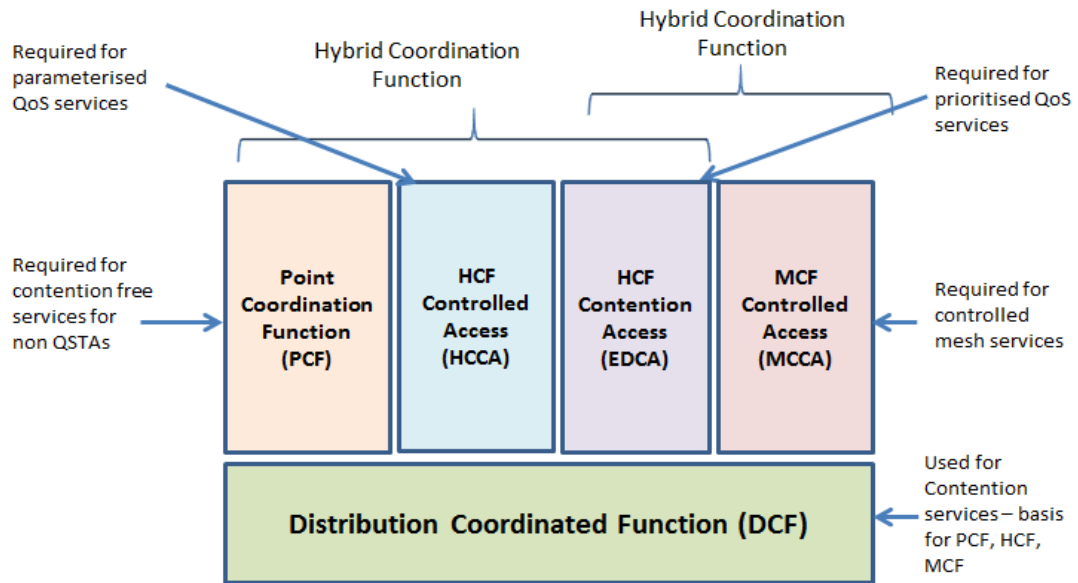 Required for
parameterised
QoS services
Hybrid Coordination
Function
Hybrid Coordination
Function
Required for
prioritised QoS
services
Required for
contention free
services for
non QSTAs
Point
Coordination
Function
(PCF)
HCF
Controlled
Access
(HCCA)
HCF
Contention
Access
(EDCA)
MCF
Controlled
Access
(MCCA)
Required for
controlled
mesh services
Distribution Coordinated Function (DCF)
Used for
Contention
services – basis
for PCF, HCF,
MCF